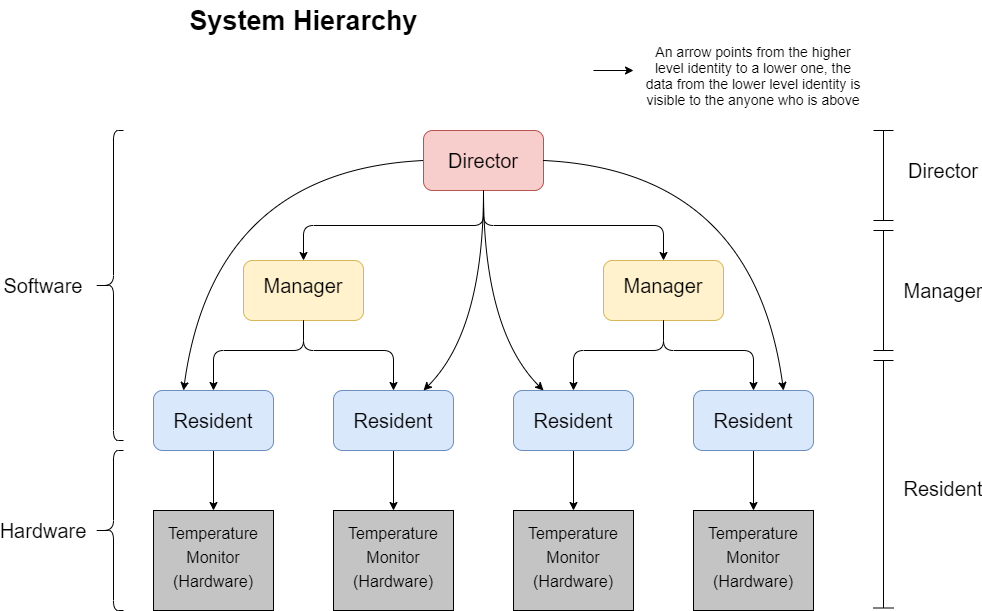 System Hierarchy
An arrow points from the higher
level identity to a lower one, the
data from the lower level identity is
visible to the anyone who is above
Director
Director
Software
Manager
Manager
Manager
Resident
Resident
Resident
Resident
Resident
Hardware
Temperature
Monitor
(Hardware)
Temperature
Monitor
(Hardware)
Temperature
Monitor
(Hardware)
Temperature
Monitor
(Hardware)